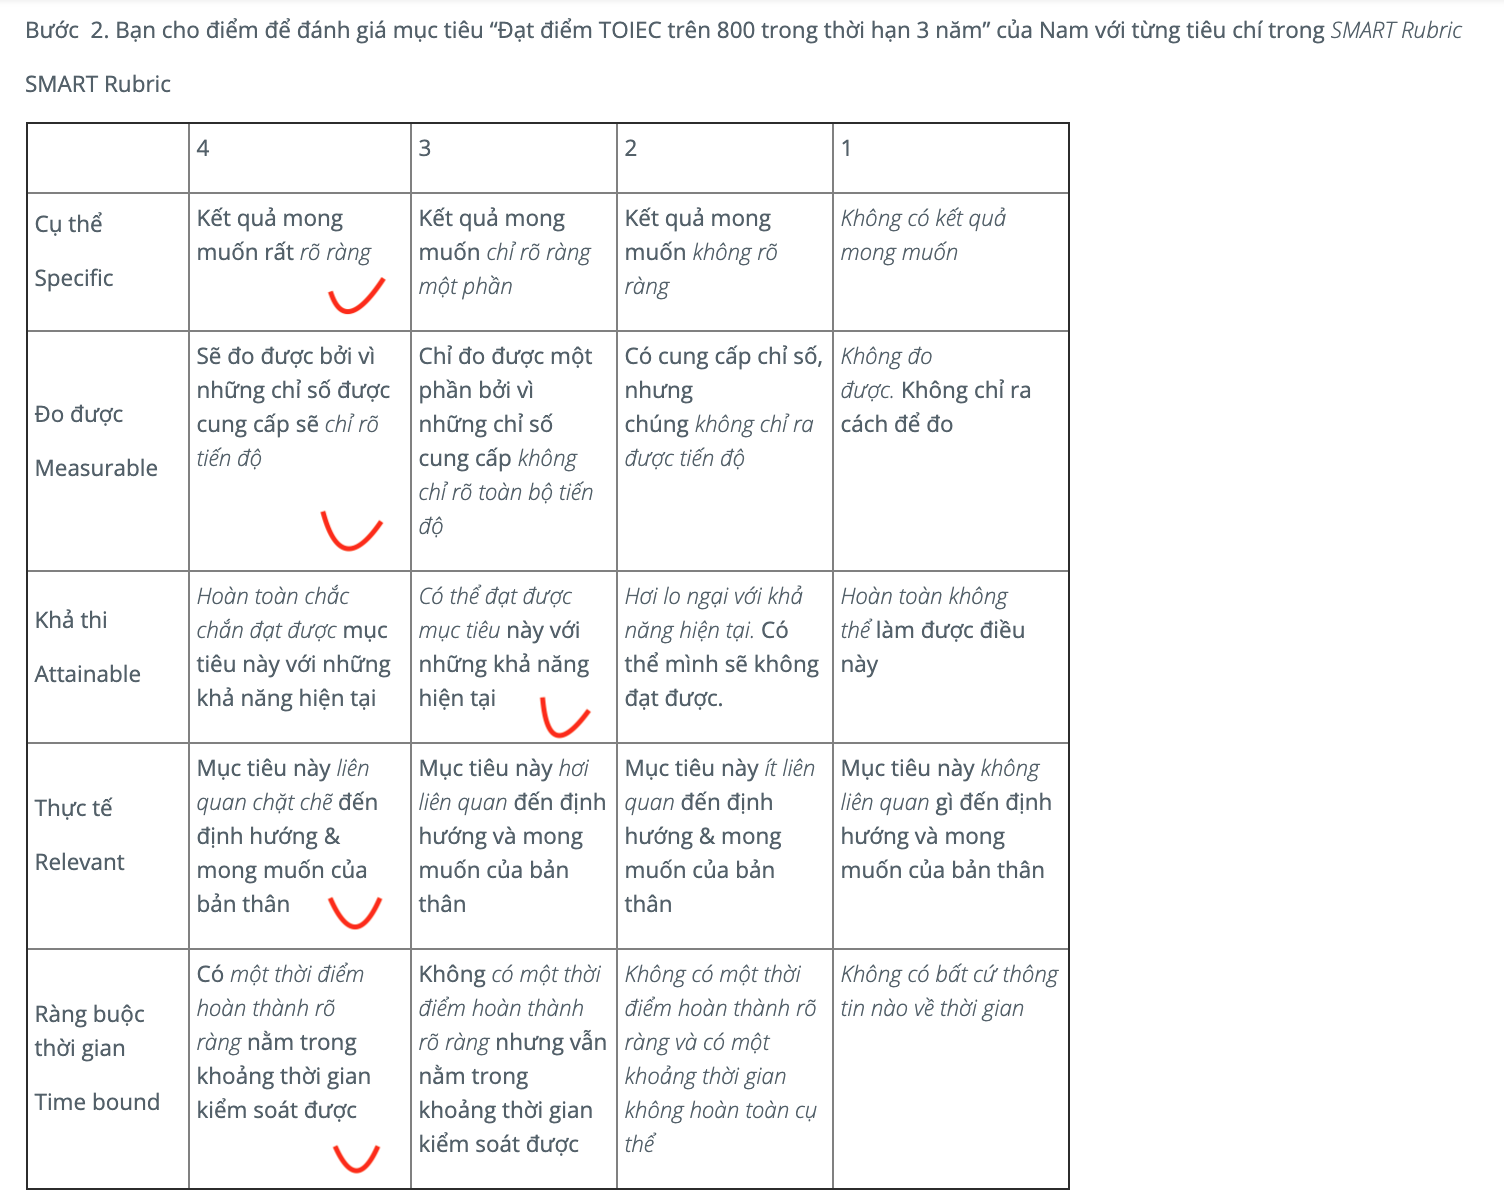 Bước  2. Bạn cho điểm để đánh giá mục tiêu “Đạt điểm TOIEC trên 800 trong thời hạn 3 năm” của Nam với từng tiêu chí trong SMART Rubric
SMART Rubric
4
3
2
1
Cụ thể
Specific
Kết quả mong
muốn rất rõ ràng
Kết quả mong
muốn chỉ rõ ràng
một phần
Kết quả mong
muốn không rõ
ràng
Không có kết quả
mong muốn
Đo được
Measurable
Sẽ đo được bởi vì
những chỉ số được
cung cấp sẽ chỉ rõ
tiến độ
Chỉ đo được một
phần bởi vì
những chỉ số
cung cấp không
chỉ rõ toàn bộ tiến
độ
Có cung cấp chỉ số,
nhưng
chúng không chỉ ra
được tiến độ
Không đo
được. Không chỉ ra
cách để đo
Khả thi
Attainable
Hoàn toàn chắc
chắn đạt được mục
tiêu này với những
khả năng hiện tại
Có thể đạt được
mục tiêu này với
những khả năng
hiện tại
Hơi lo ngại với khả
năng hiện tại. Có
thể mình sẽ không
đạt được.
Hoàn toàn không
thể làm được điều
này
Thực tế
Relevant
Mục tiêu này liên
quan chặt chẽ đến
định hướng &
mong muốn của
bản thân
Mục tiêu này hơi
liên quan đến định
hướng và mong
muốn của bản
thân
Mục tiêu này ít liên
quan đến định
hướng & mong
muốn của bản
thân
Mục tiêu này không
liên quan gì đến định
hướng và mong
muốn của bản thân
Ràng buộc
thời gian
Time bound
Có một thời điểm
hoàn thành rõ
ràng nằm trong
khoảng thời gian
kiểm soát được
Không có một thời
điểm hoàn thành
rõ ràng nhưng vẫn
nằm trong
khoảng thời gian
kiểm soát được
Không có một thời
điểm hoàn thành rõ
ràng và có một
khoảng thời gian
không hoàn toàn cụ
thể
Không có bất cứ thông
tin nào về thời gian